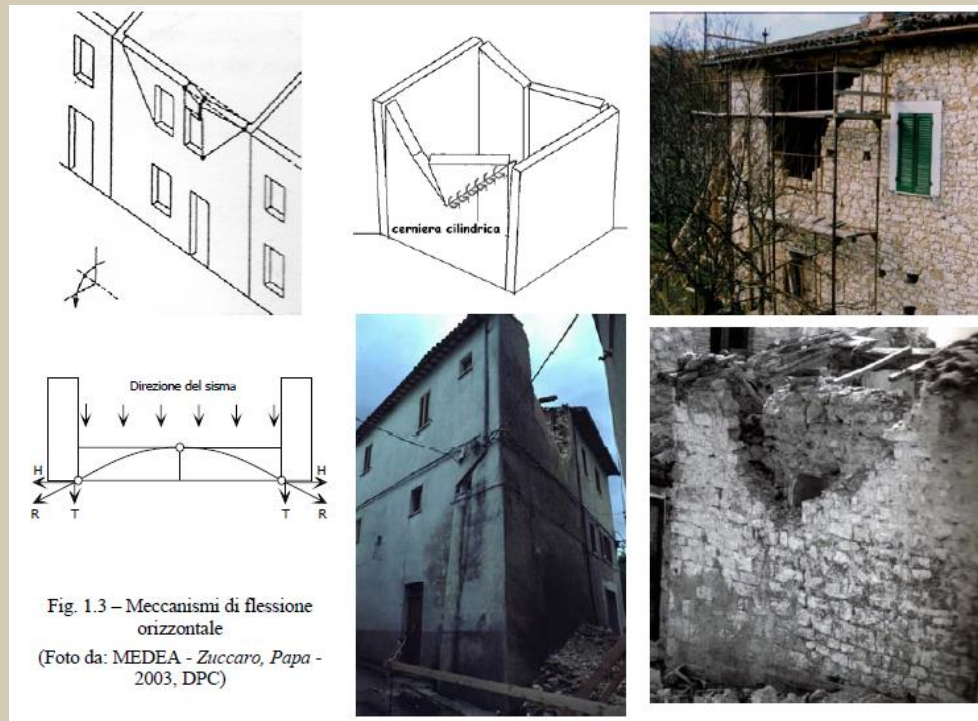 cerniera cilindrica
Direzione del sisma
H
H
R
T
T
R
Fig. 1.3 – Meccanismi di flessione
orizzontale
(Foto da: MEDEA - Zuccaro, Papa -
2003, DPC)